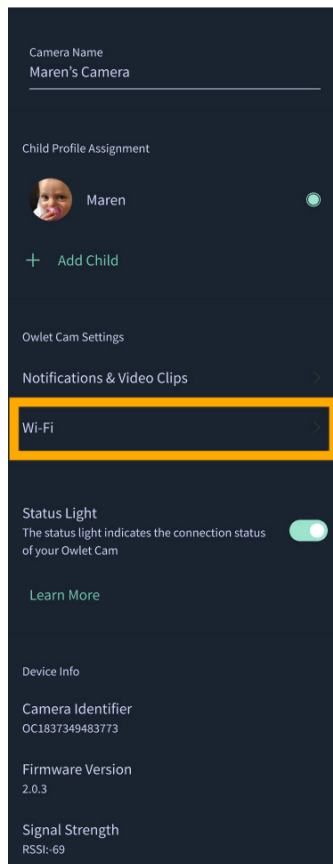 Camera Name
Maren's Camera
Child Profile Assignment
Maren
+ Add Child
Owlet Cam Settings
Notifications & Video Clips
Wi-Fi
Status Light
The status light indicates the connection status
of your Owlet Cam
Learn More
Device Info
Camera Identifier
OC1837349483773
Firmware Version
2.0.3
Signal Strength
RSSI:-69